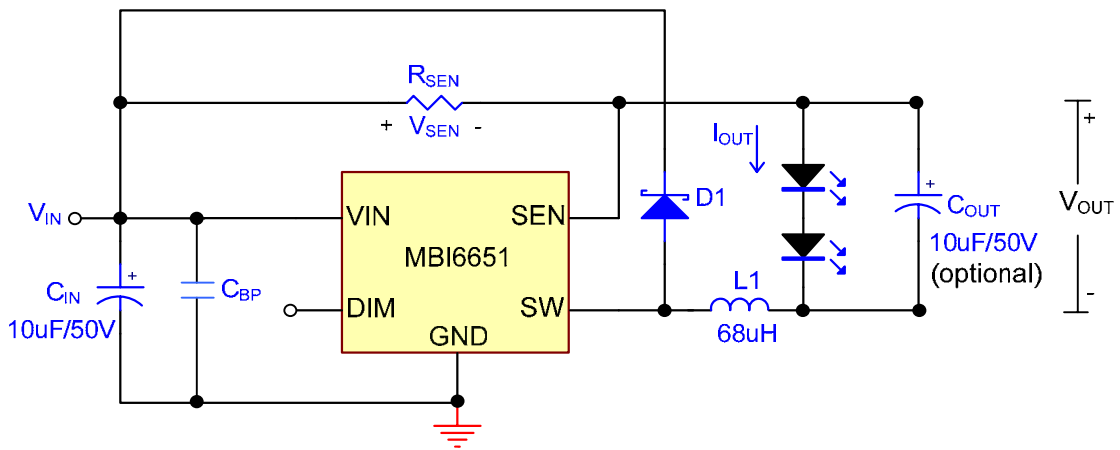 RSEN
+ VSEN -
IOUT
+
VIN
VIN
SEN
D1
+
COUT
VOUT
MBI6651
10uF/50V
(optional)
+
CIN
CBP
10uF/50V
DIM
SW
L1
-
GND
68uH